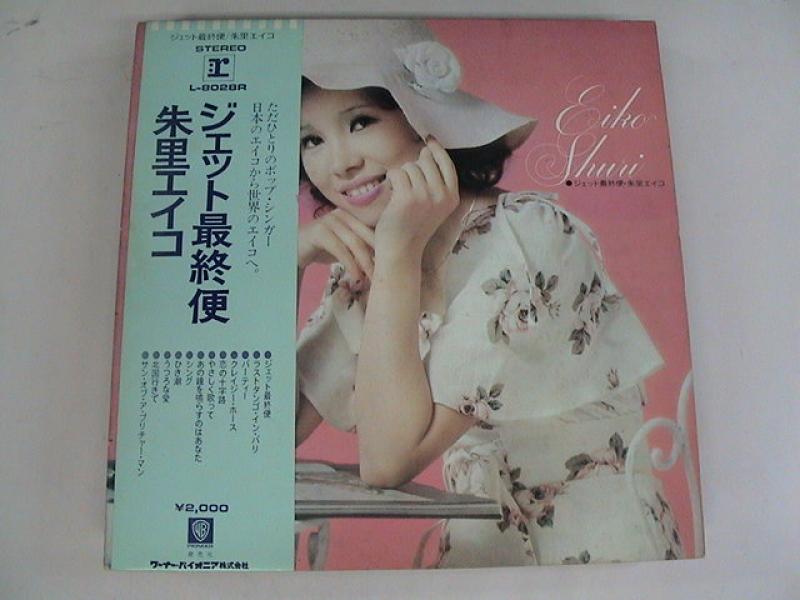 ジェット最終便/朱里エイコ
STEREO
r
L-8028R
ジェット最終便
朱里エイコ
ただひとりのポップ・シンガー
日本のエイコから世界のエイコへ。
●ジェット最終便
●ラストタンゴ・イン・パリ
●パーティー
●クレイジー・ホース
●恋の十字路
●やさしく歌って
●あの鐘を鳴らすのはあなた
●シング
●ひき潮
●うつろな愛
●北国行きで
●サン・オブ・ア・プリチャー・マン
¥2,000
WB
PIONEER
発売元
ワーナー・パイオニア株式会社
Eiko
Shuri
●ジェット最終便・朱里エイコ